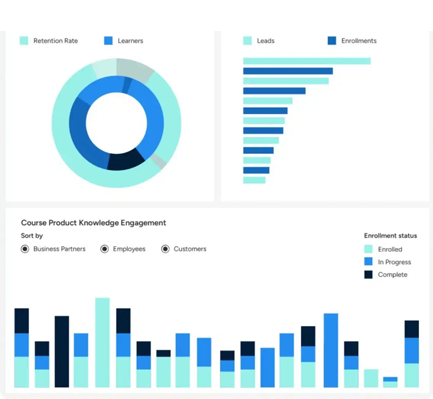 Retention Rate
Learners
Leads
Enrollments
Course Product Knowledge Engagement
Sort by
Business Partners
Employees
Customers
Enrollment status
Enrolled
In Progress
Complete